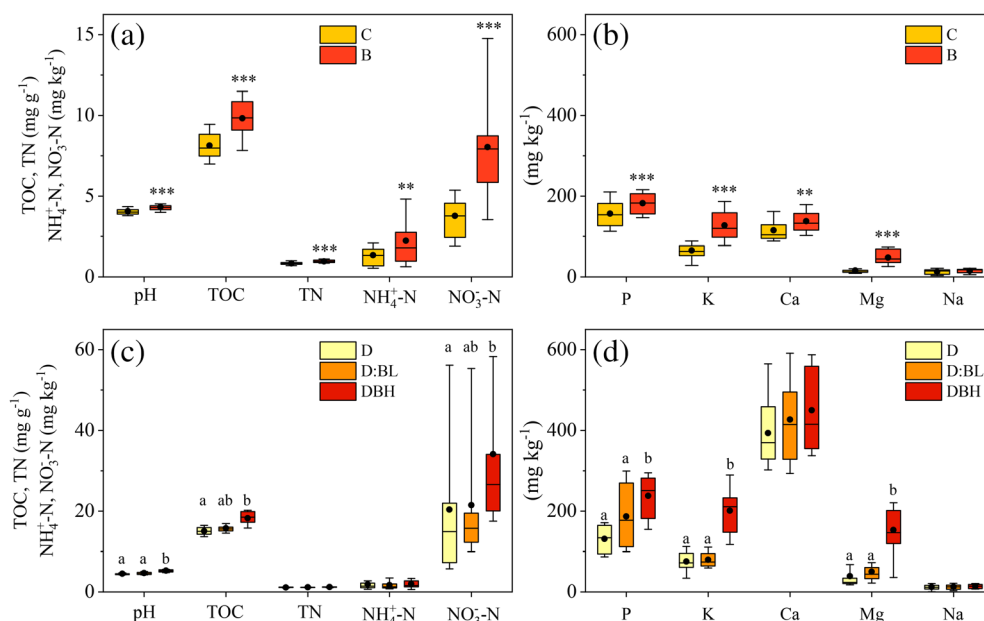 (a)
C
B
TOC, TN (mg g⁻¹)
NH₄⁺-N, NO₃⁻-N (mg kg⁻¹)
15
10
5
0
***
***
***
**
***
pH TOC TN NH₄⁺-N NO₃⁻-N
(b)
C
B
(mg kg⁻¹)
600
400
200
0
***
***
**
***
P K Ca Mg Na
(c)
D
D:BL
DBH
TOC, TN (mg g⁻¹)
NH₄⁺-N, NO₃⁻-N (mg kg⁻¹)
60
40
20
0
a a b
a ab b
a ab b
pH TOC TN NH₄⁺-N NO₃⁻-N
(d)
D
D:BL
DBH
(mg kg⁻¹)
600
400
200
0
a a b
a a b
a a b
P K Ca Mg Na